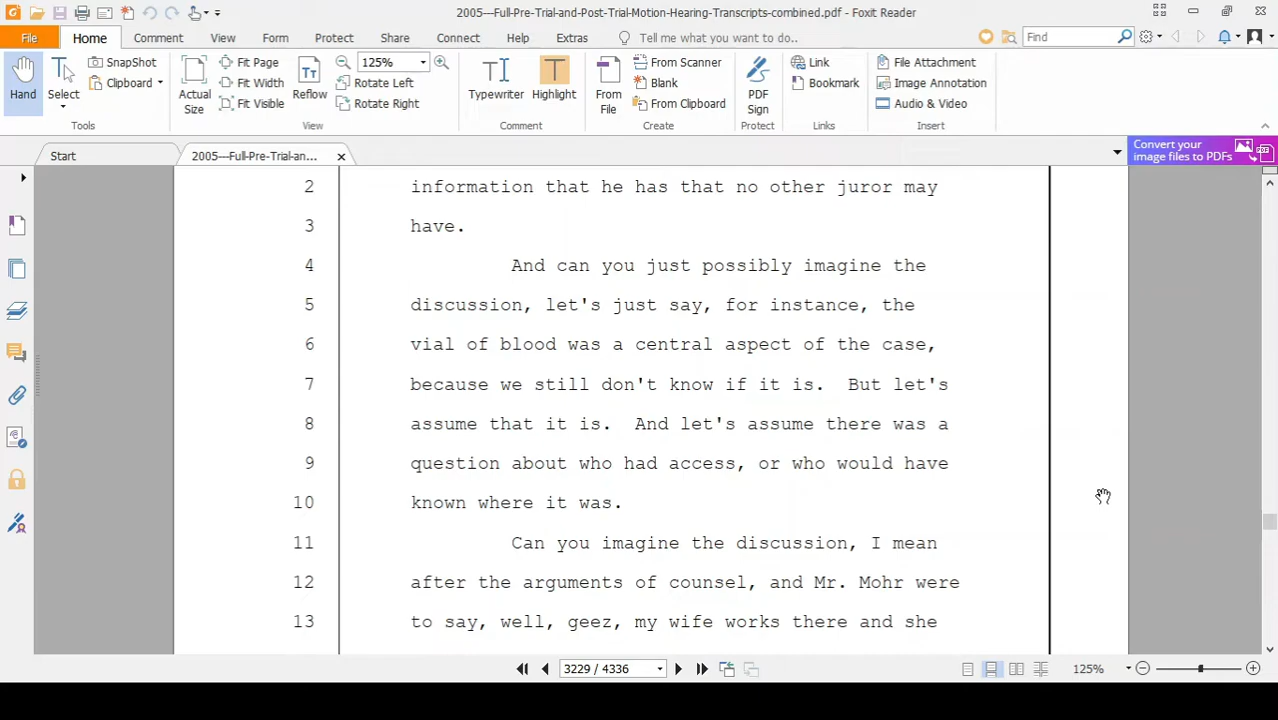 2005---Full-Pre-Trial-and-Post-Trial-Motion-Hearing-Transcripts-combined.pdf - Foxit Reader
File Home Comment View Form Protect Share Connect Help Extras Tell me what you want to do.. Find
Hand
Select
SnapShot
Clipboard
Tools
Actual Size
Fit Page
Fit Width
Fit Visible
Reflow
125%
Rotate Left
Rotate Right
View
Typewriter
Highlight
Comment
From File
From Scanner
Blank
From Clipboard
Create
PDF Sign
Protect
Link
Bookmark
Links
File Attachment
Image Annotation
Audio & Video
Insert
Start
2005---Full-Pre-Trial-an...
Convert your
image files to PDFs
2 information that he has that no other juror may
3 have.
4 And can you just possibly imagine the
5 discussion, let's just say, for instance, the
6 vial of blood was a central aspect of the case,
7 because we still don't know if it is. But let's
8 assume that it is. And let's assume there was a
9 question about who had access, or who would have
10 known where it was.
11 Can you imagine the discussion, I mean
12 after the arguments of counsel, and Mr. Mohr were
13 to say, well, geez, my wife works there and she
3229 / 4336
125%